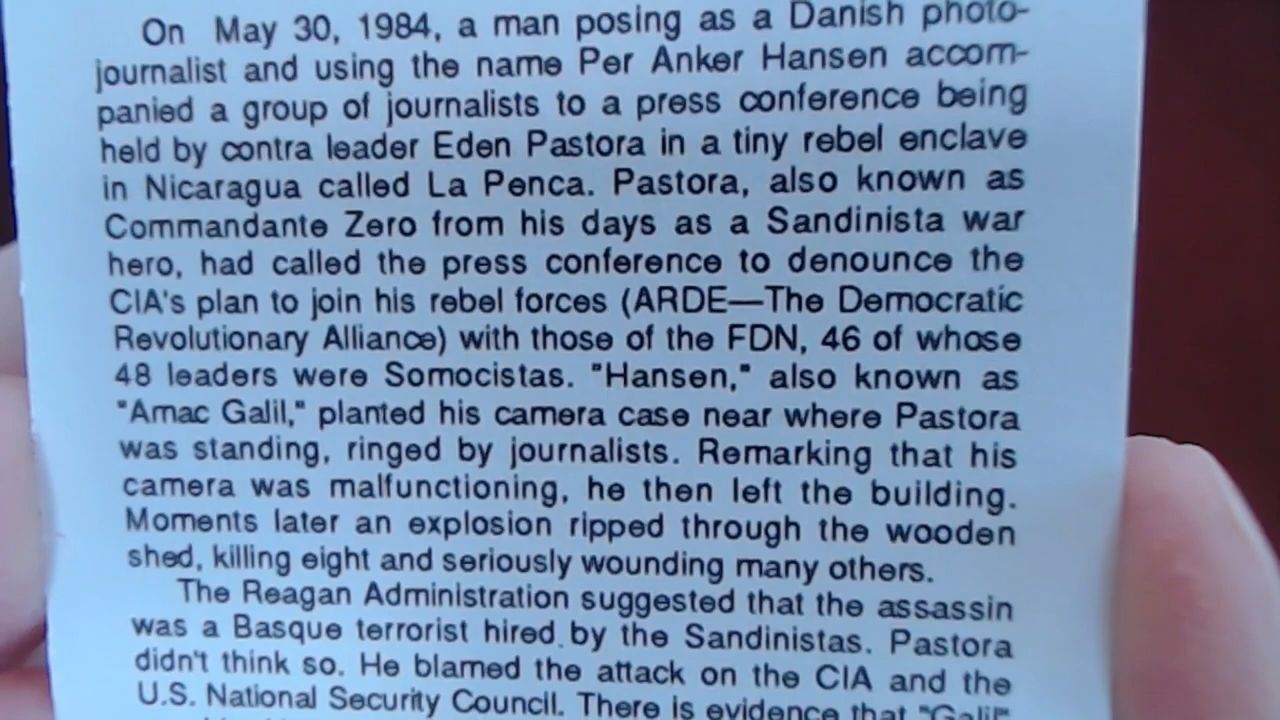 On May 30, 1984, a man posing as a Danish photo-
journalist and using the name Per Anker Hansen accom-
panied a group of journalists to a press conference being
held by contra leader Eden Pastora in a tiny rebel enclave
in Nicaragua called La Penca. Pastora, also known as
Commandante Zero from his days as a Sandinista war
hero, had called the press conference to denounce the
CIA's plan to join his rebel forces (ARDE—The Democratic
Revolutionary Alliance) with those of the FDN, 46 of whose
48 leaders were Somocistas. "Hansen," also known as
"Amac Galil," planted his camera case near where Pastora
was standing, ringed by journalists. Remarking that his
camera was malfunctioning, he then left the building.
Moments later an explosion ripped through the wooden
shed, killing eight and seriously wounding many others.
The Reagan Administration suggested that the assassin
was a Basque terrorist hired by the Sandinistas. Pastora
didn't think so. He blamed the attack on the CIA and the
U.S. National Security Council. There is evidence that "Galil"